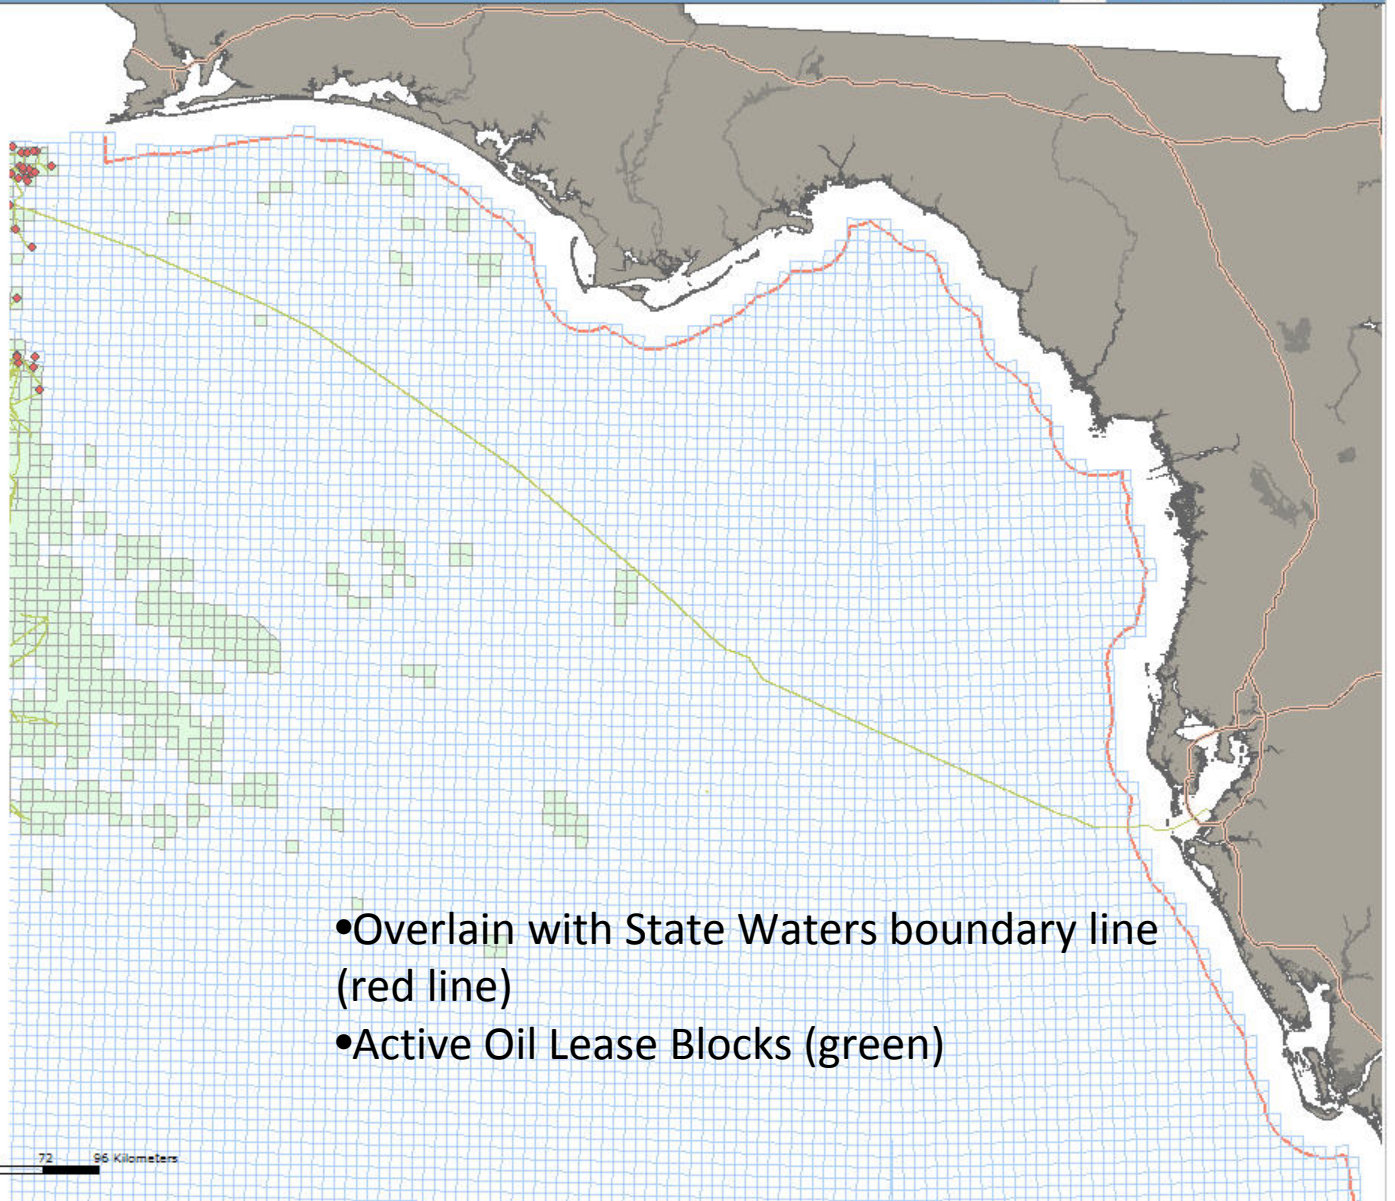 •Overlain with State Waters boundary line
(red line)
•Active Oil Lease Blocks (green)
72 96 Kilometers